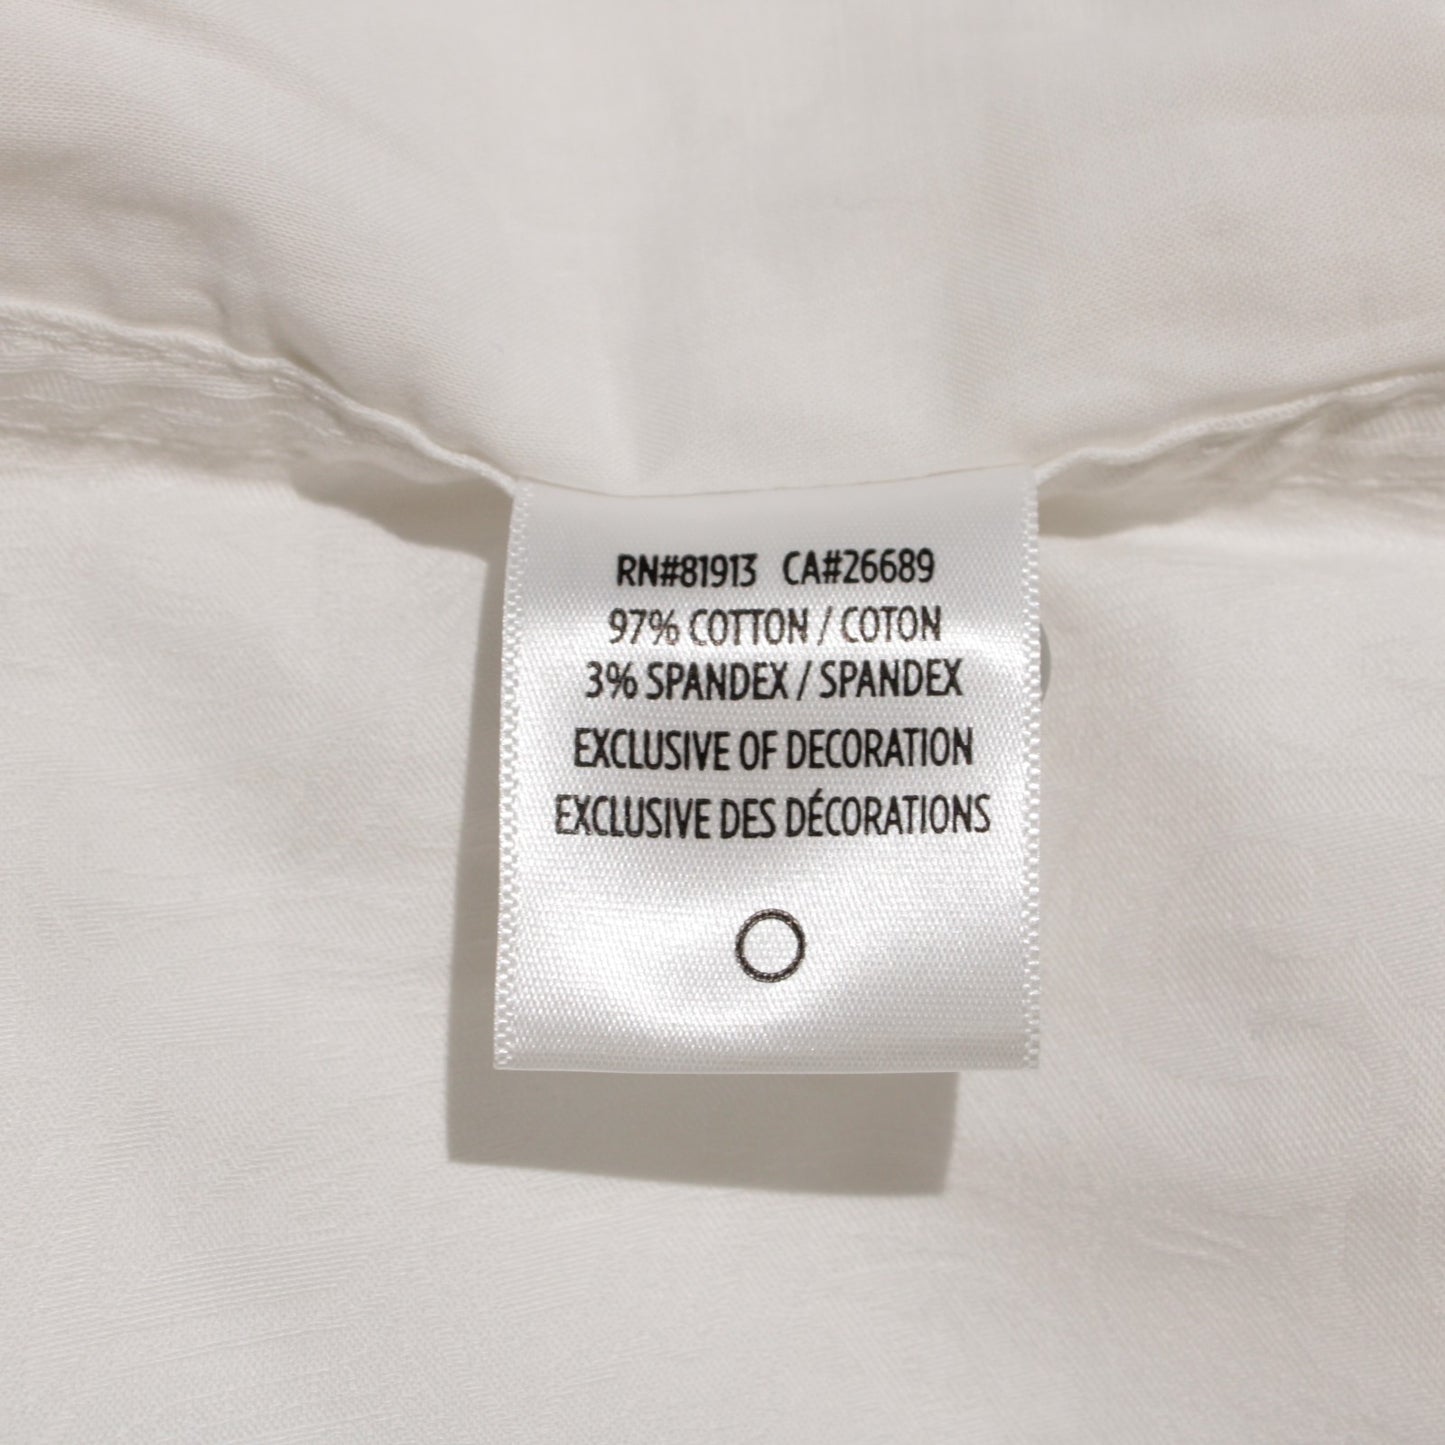 RN#81913 CA#26689
97% COTTON / COTON
3% SPANDEX / SPANDEX
EXCLUSIVE OF DECORATION
EXCLUSIVE DES DÉCORATIONS